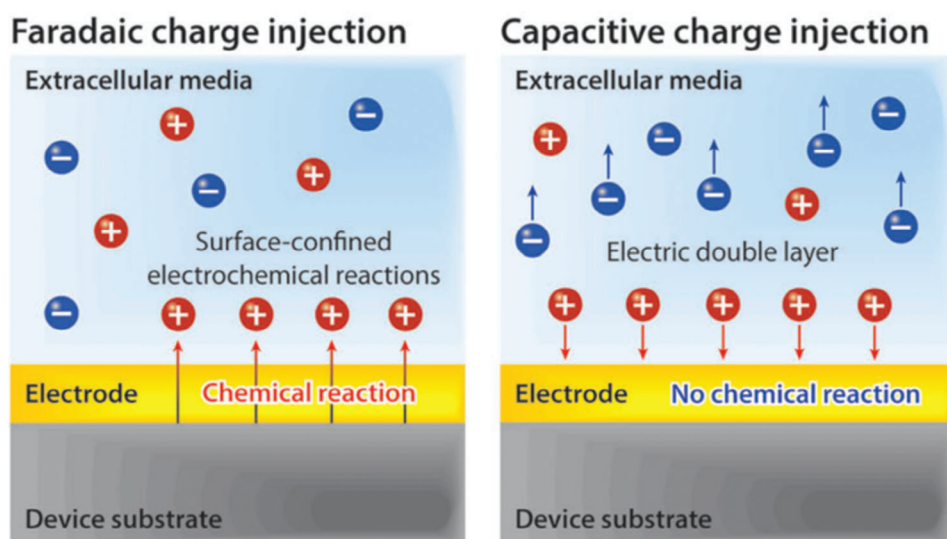 Faradaic charge injection
Extracellular media
Surface-confined
electrochemical reactions
Electrode
Chemical reaction
Device substrate
Capacitive charge injection
Extracellular media
Electric double layer
Electrode
No chemical reaction
Device substrate